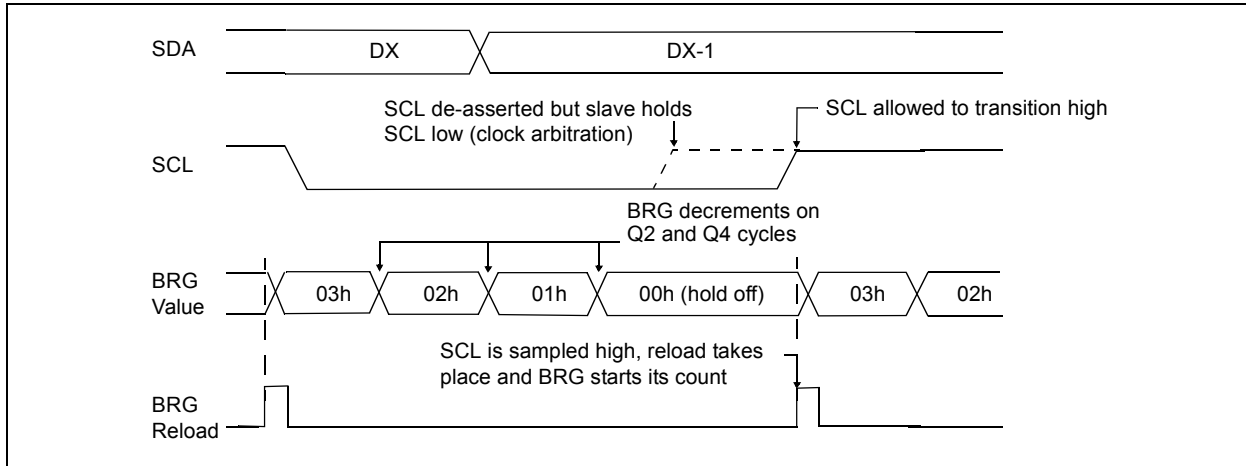 SDA
DX
DX-1
SCL de-asserted but slave holds
SCL low (clock arbitration)
SCL allowed to transition high
SCL
BRG decrements on
Q2 and Q4 cycles
BRG
Value
03h
02h
01h
00h (hold off)
03h
02h
SCL is sampled high, reload takes
place and BRG starts its count
BRG
Reload